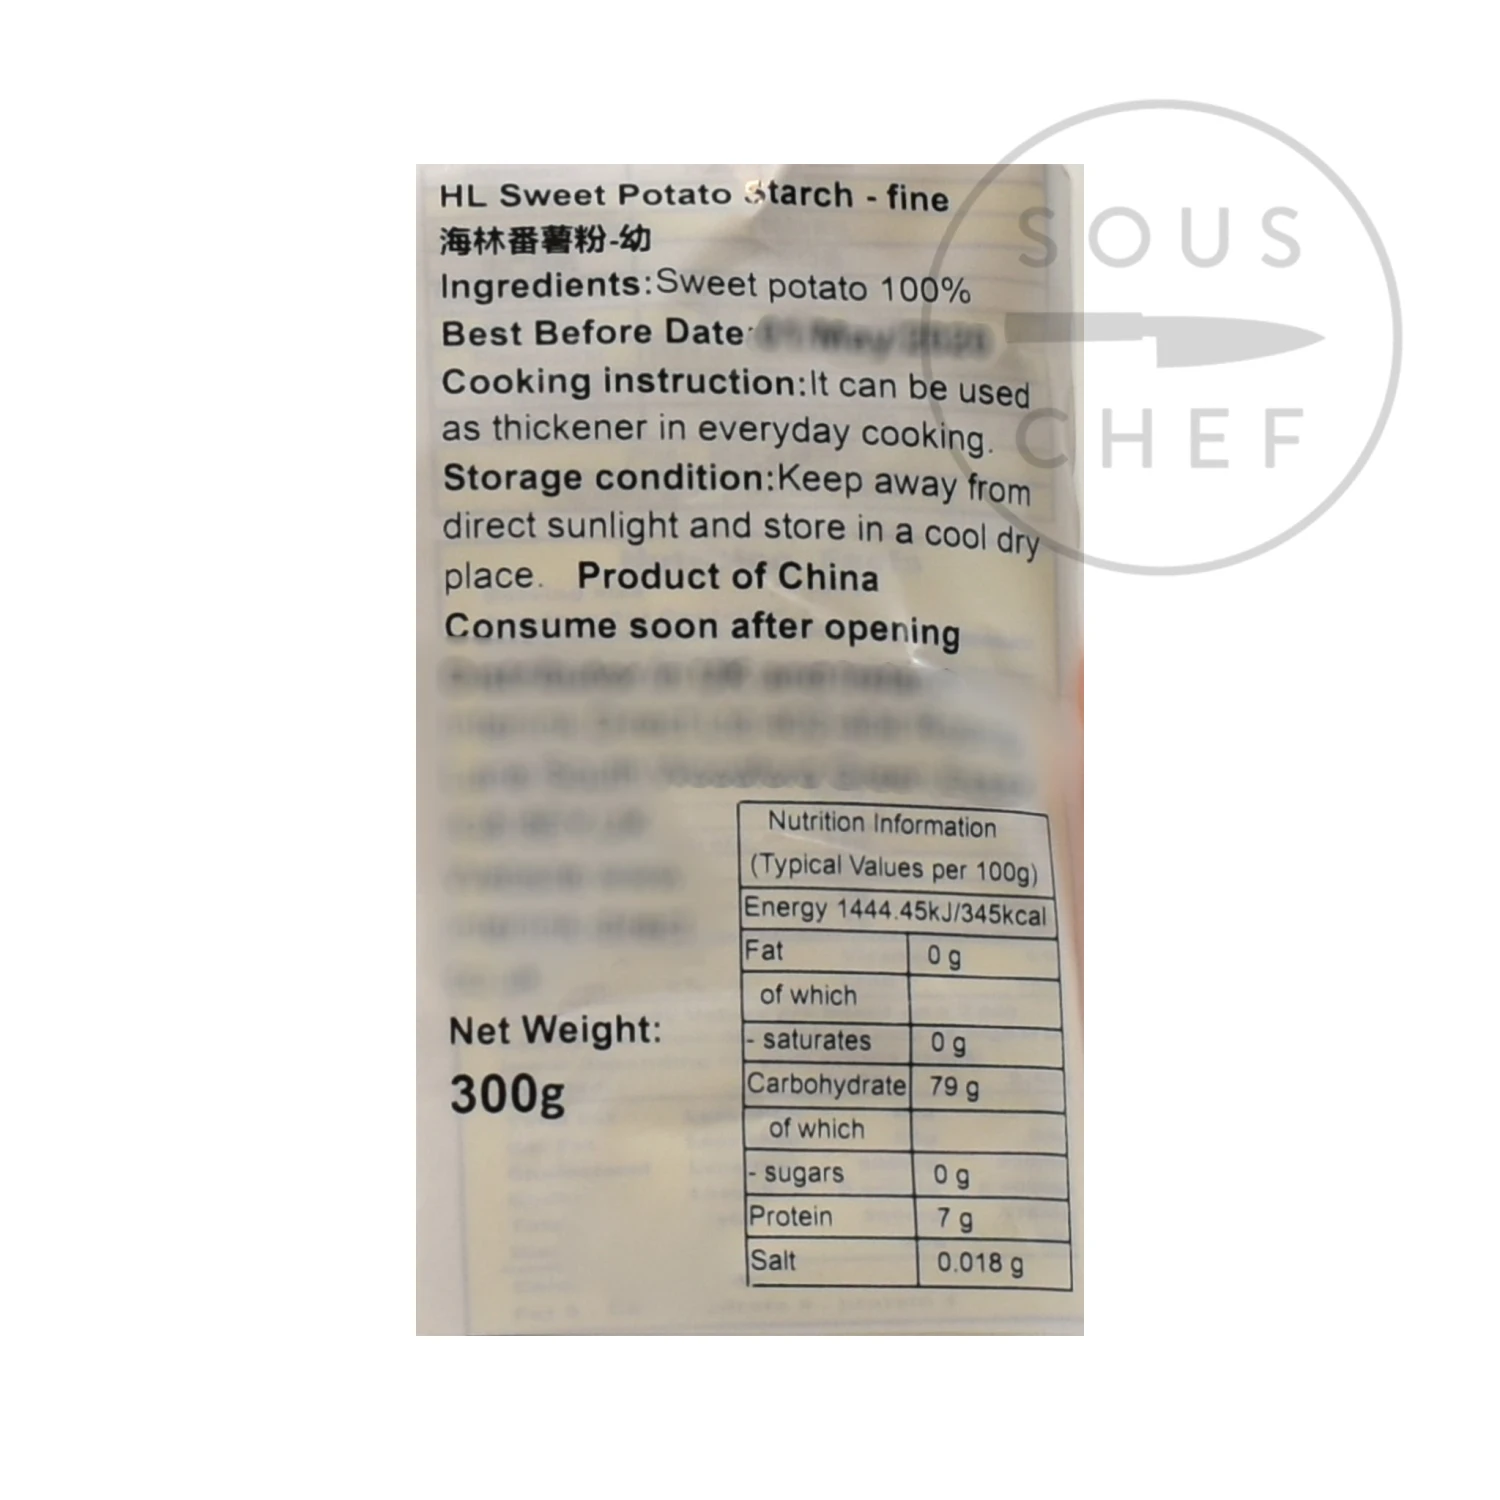 HL Sweet Potato Starch - fine
海林番薯粉-幼
Ingredients:Sweet potato 100%
Best Before Date:
Cooking instruction:It can be used
as thickener in everyday cooking.
Storage condition:Keep away from
direct sunlight and store in a cool dry
place. Product of China
Consume soon after opening
Net Weight:
300g
Nutrition Information
(Typical Values per 100g)
Energy 1444.45kJ/345kcal
Fat 0 g
of which
- saturates 0 g
Carbohydrate 79 g
of which
- sugars 0 g
Protein 7 g
Salt 0.018 g
SOUS
CHEF